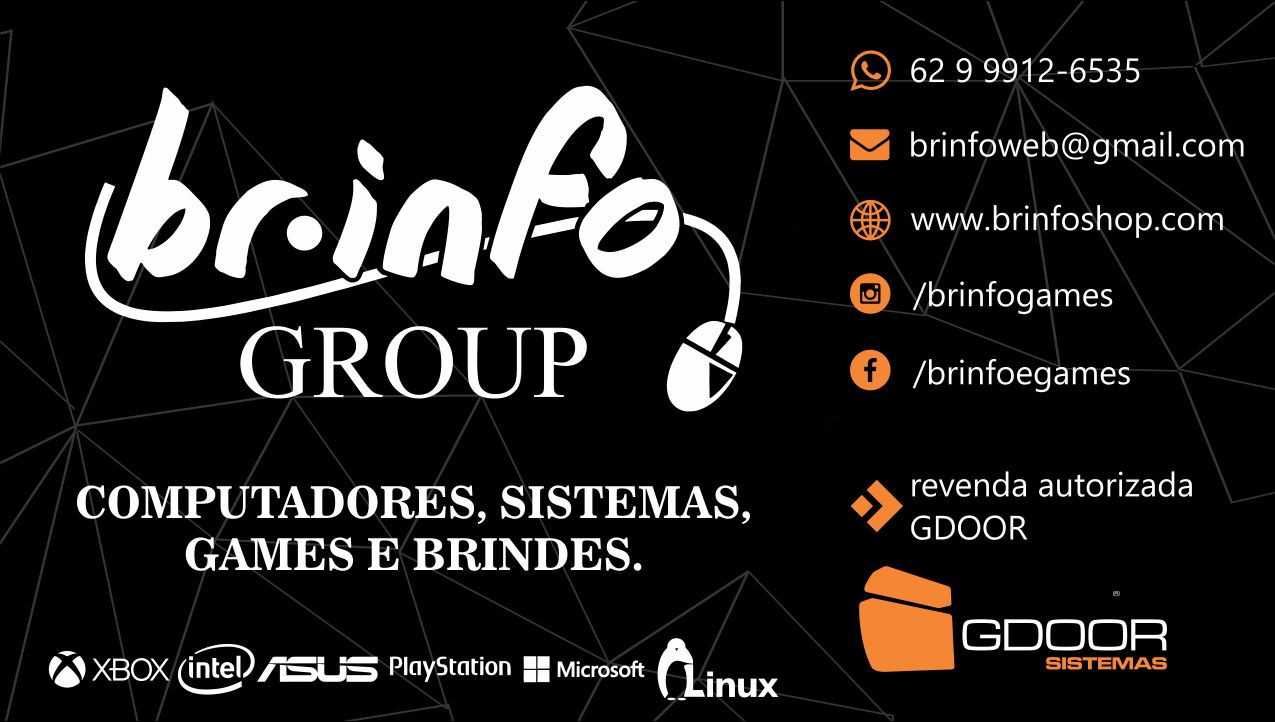 br.info
GROUP
COMPUTADORES, SISTEMAS,
GAMES E BRINDES.
XBOX intel ASUS PlayStation Microsoft Linux
62 9 9912-6535
brinfoweb@gmail.com
www.brinfoshop.com
/brinfogames
/brinfoegames
revenda autorizada
GDOOR
GDOOR
SISTEMAS